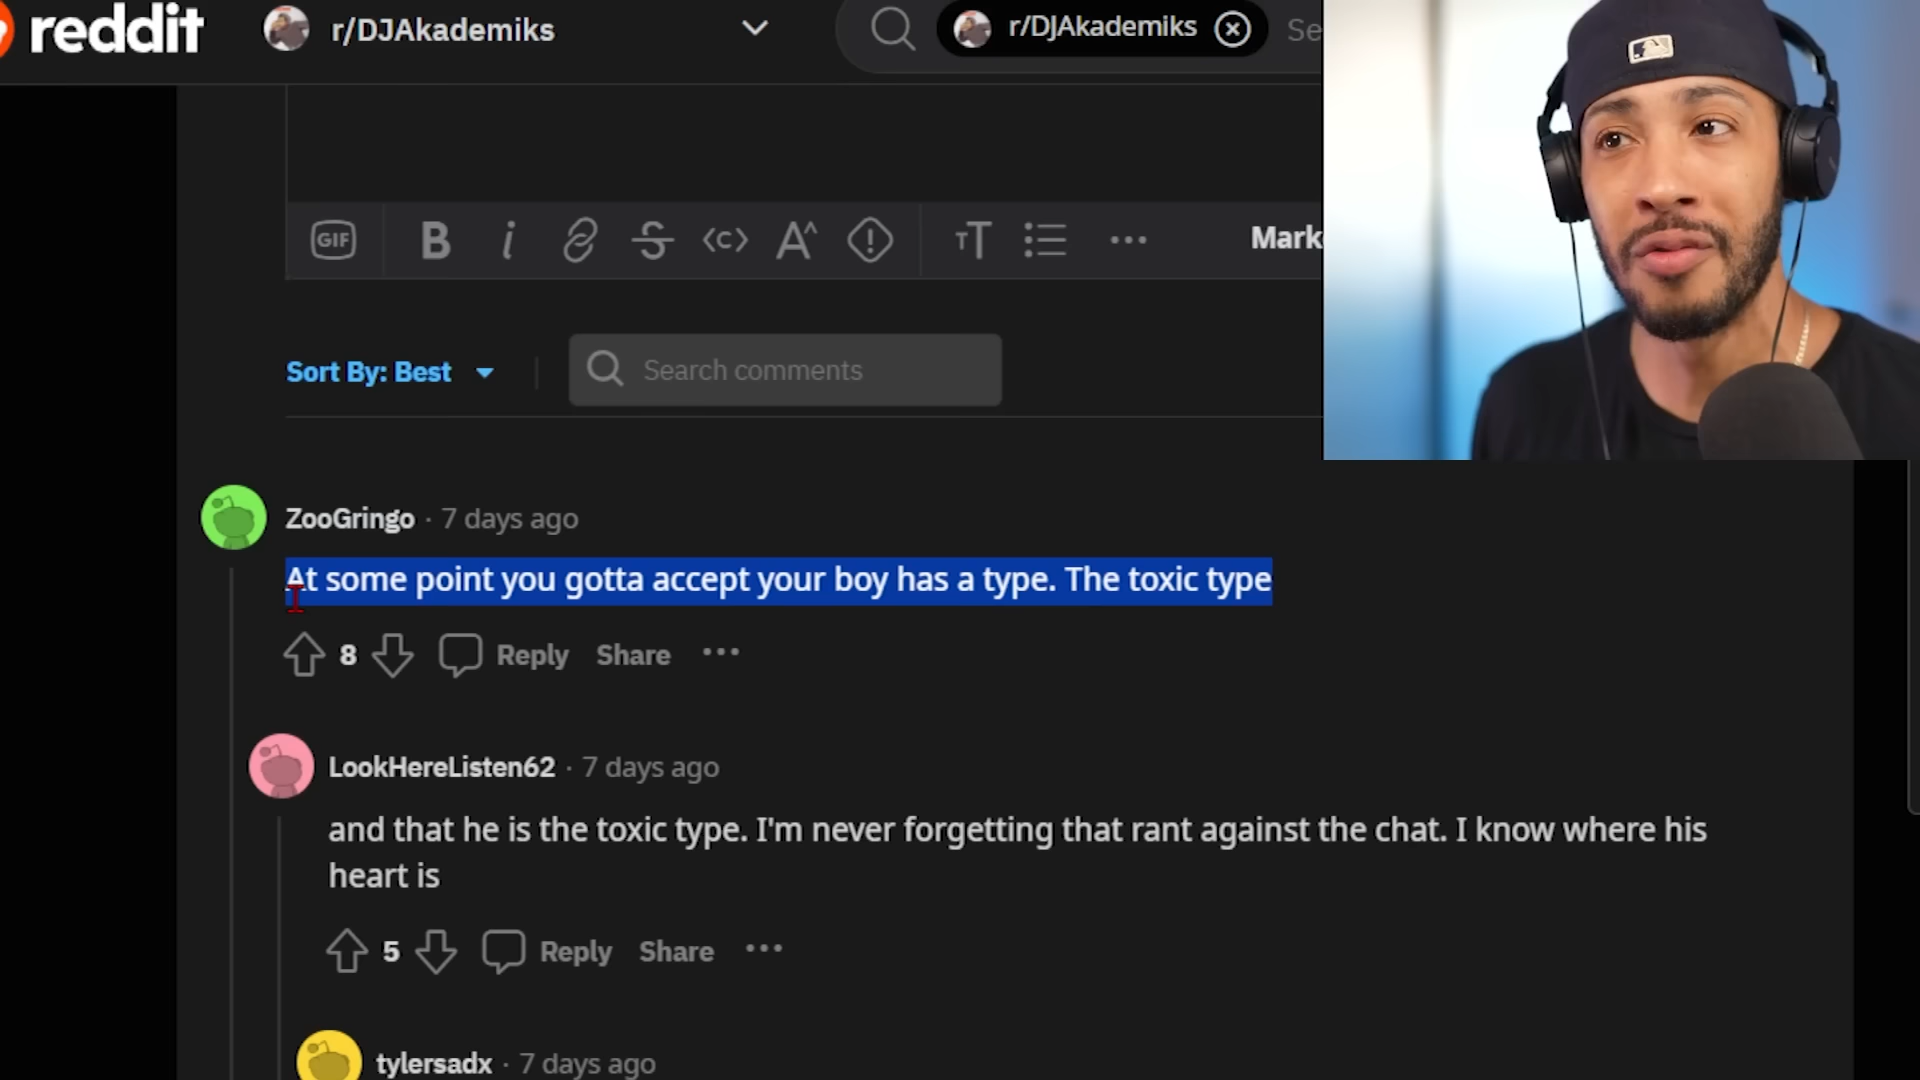 reddit
r/DJAkademiks
r/DJAkademiks
Se
GIF
B i S <c> A^ TT
Mark
Sort By: Best
Search comments
ZooGringo · 7 days ago
At some point you gotta accept your boy has a type. The toxic type
8 Reply Share ...
LookHereListen62 · 7 days ago
and that he is the toxic type. I'm never forgetting that rant against the chat. I know where his
heart is
5 Reply Share ...
tylersadx · 7 days ago